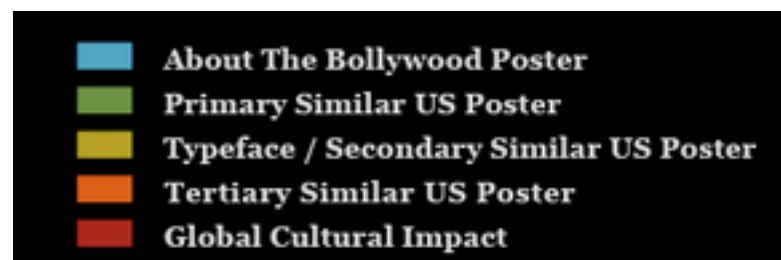 About The Bollywood Poster
Primary Similar US Poster
Typeface / Secondary Similar US Poster
Tertiary Similar US Poster
Global Cultural Impact